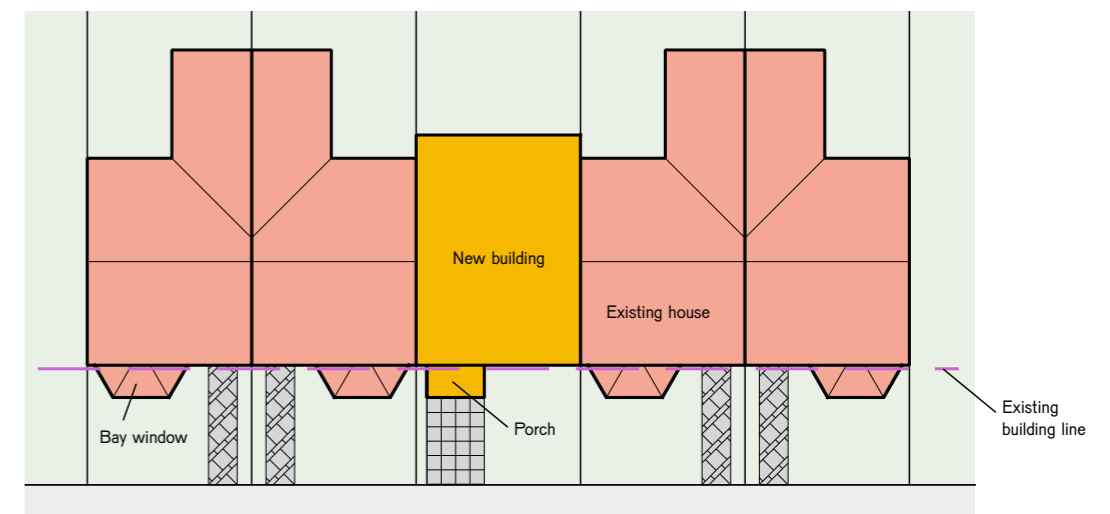 New building
Existing house
Bay window
Porch
Existing
building line